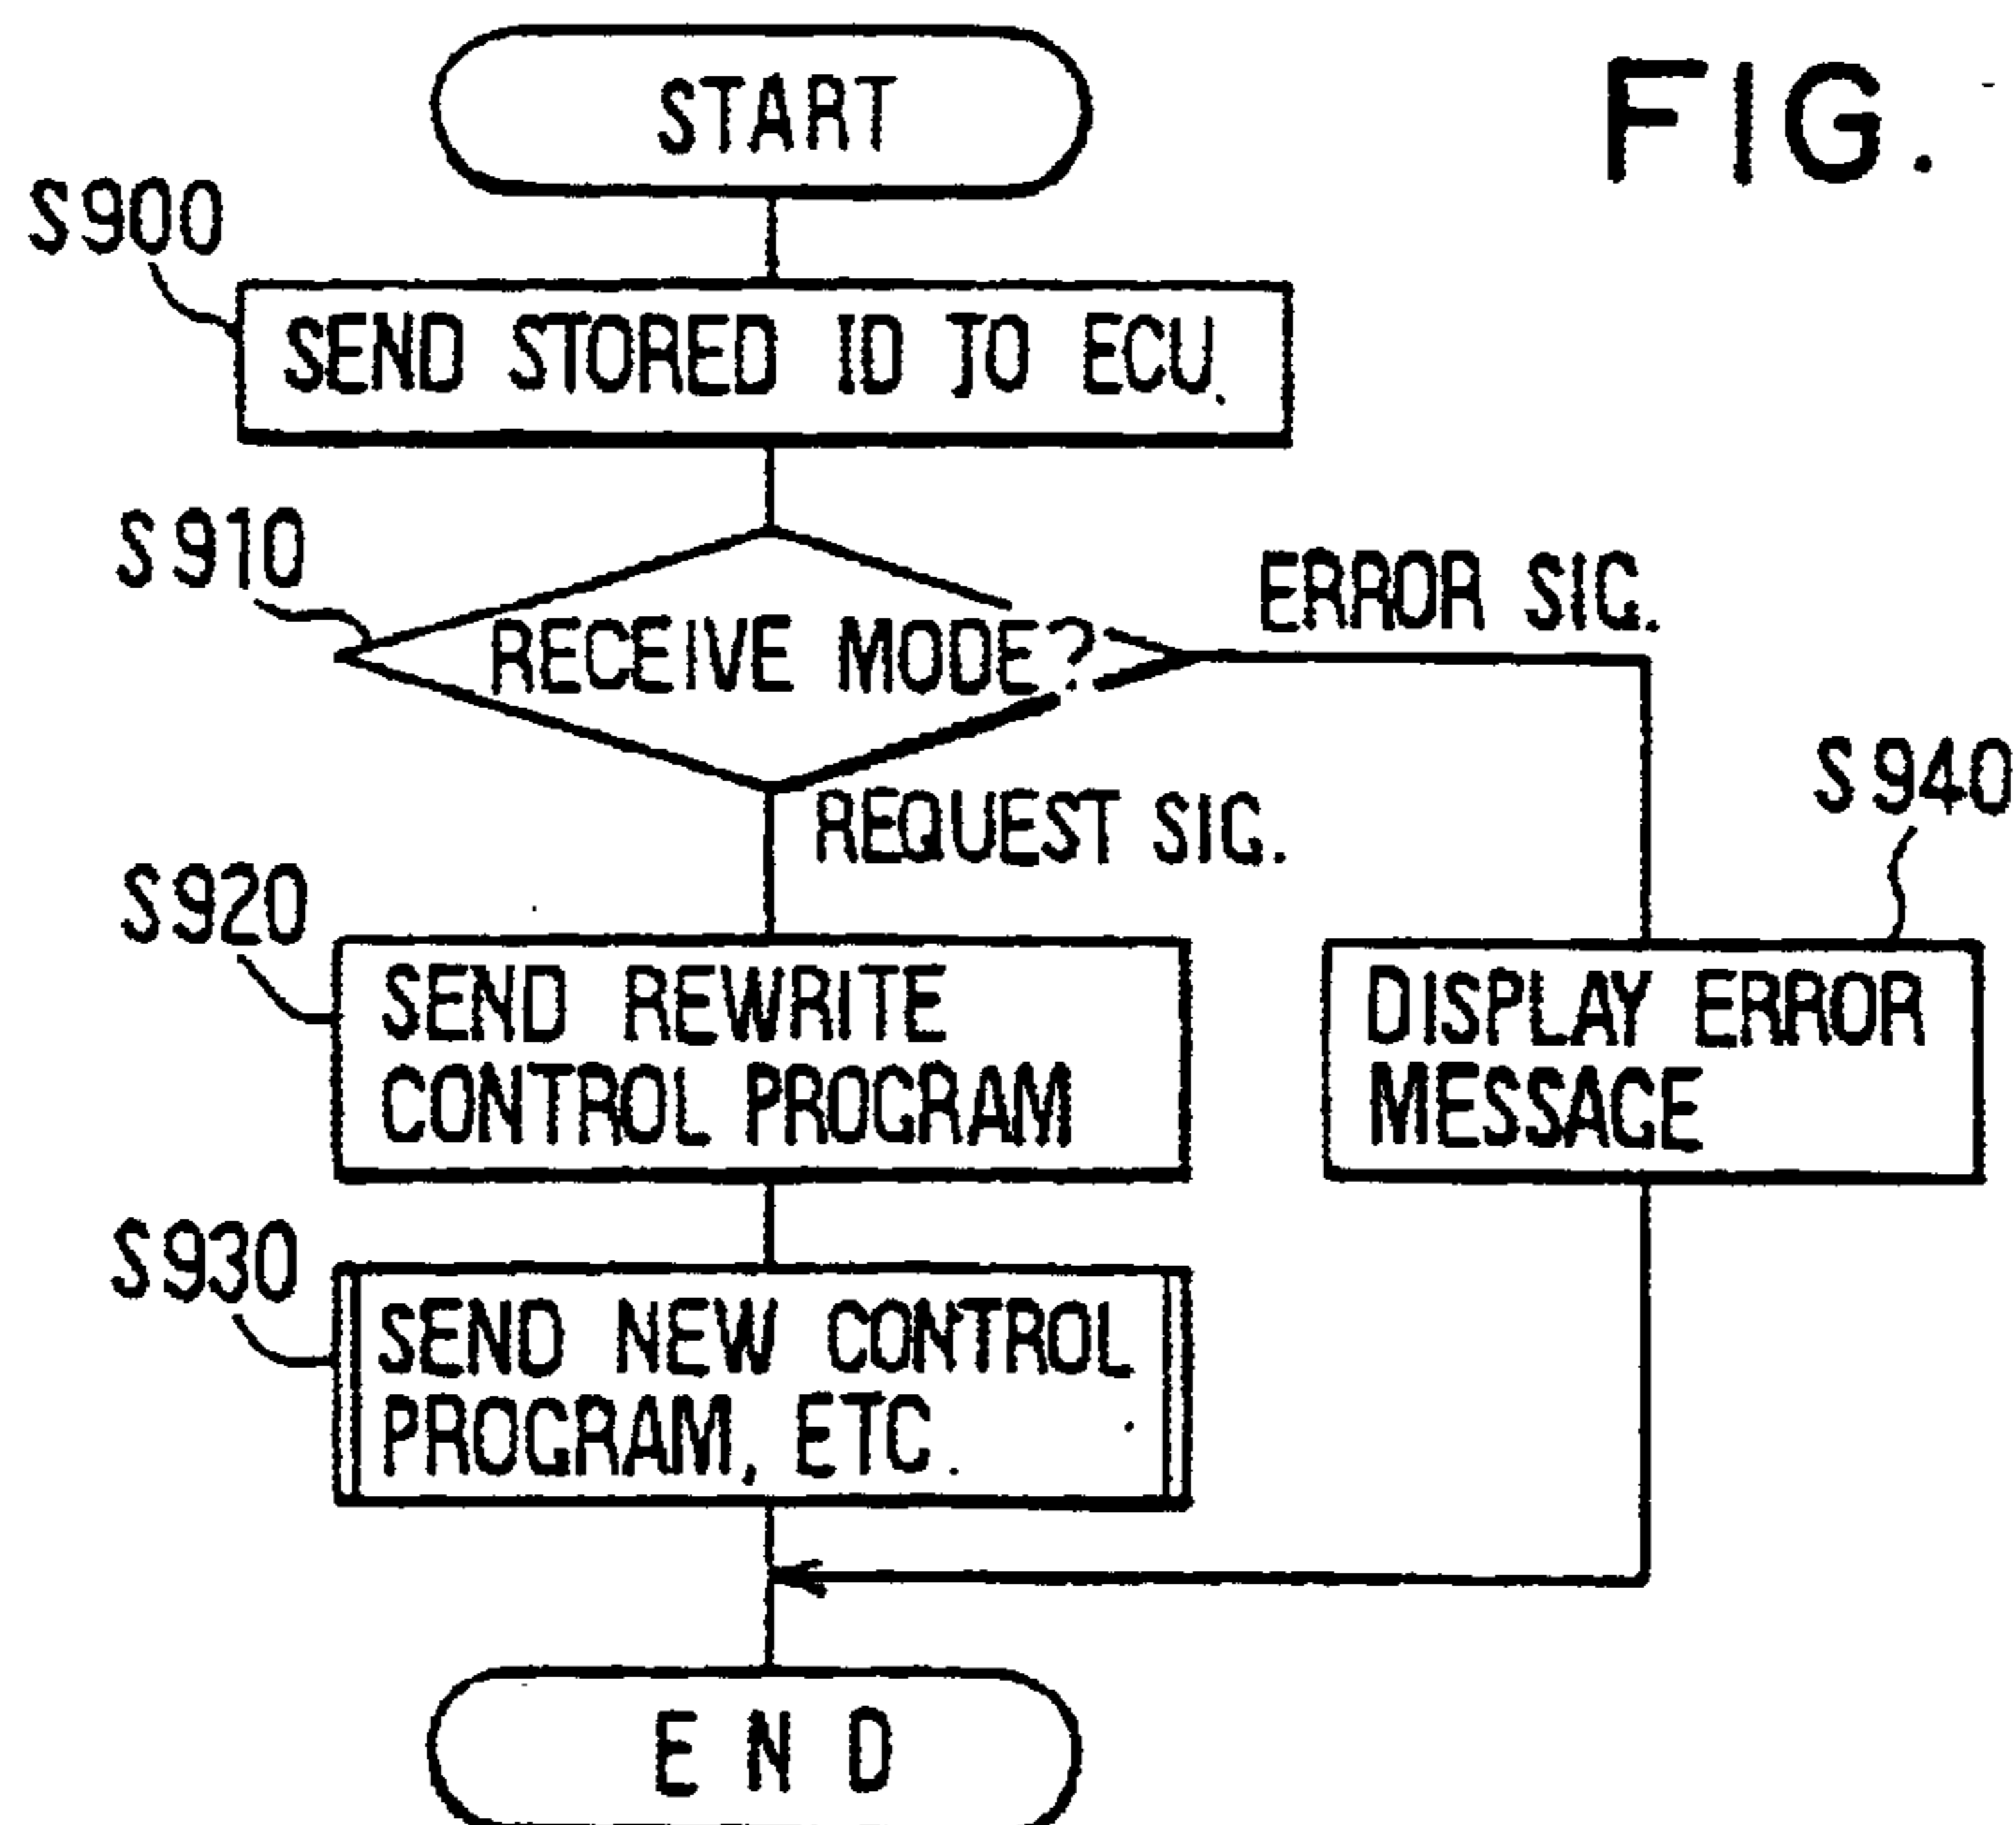 START
FIG.
S900
SEND STORED ID TO ECU.
S910
RECEIVE MODE?
ERROR SIG.
REQUEST SIG.
S940
S920
SEND REWRITE
CONTROL PROGRAM
DISPLAY ERROR
MESSAGE
S930
SEND NEW CONTROL
PROGRAM, ETC.
END